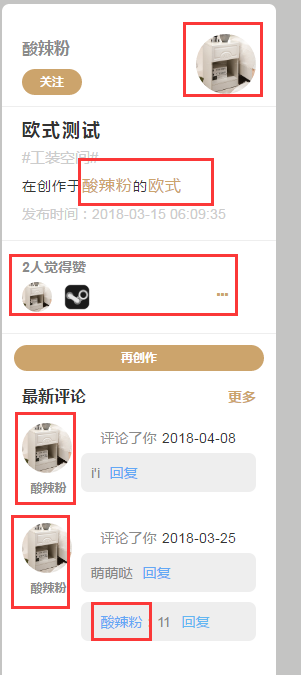 酸辣粉
关注
欧式测试
#工装空间#
在创作于酸辣粉的欧式
发布时间：2018-03-15 06:09:35
2人觉得赞
再创作
最新评论 更多
评论了你 2018-04-08
i'i 回复
酸辣粉
评论了你 2018-03-25
萌萌哒 回复
酸辣粉
酸辣粉：11 回复